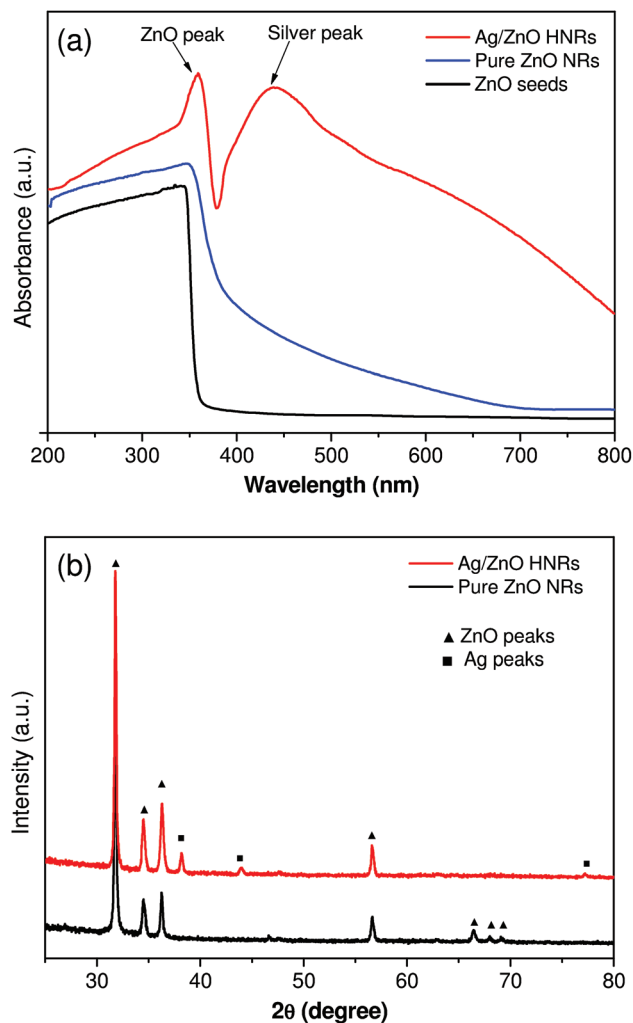 (a)
ZnO peak
Silver peak
Ag/ZnO HNRs
Pure ZnO NRs
ZnO seeds
Absorbance (a.u.)
200 300 400 500 600 700 800
Wavelength (nm)
(b)
Ag/ZnO HNRs
Pure ZnO NRs
▲ ZnO peaks
■ Ag peaks
Intensity (a.u.)
30 40 50 60 70 80
2θ (degree)